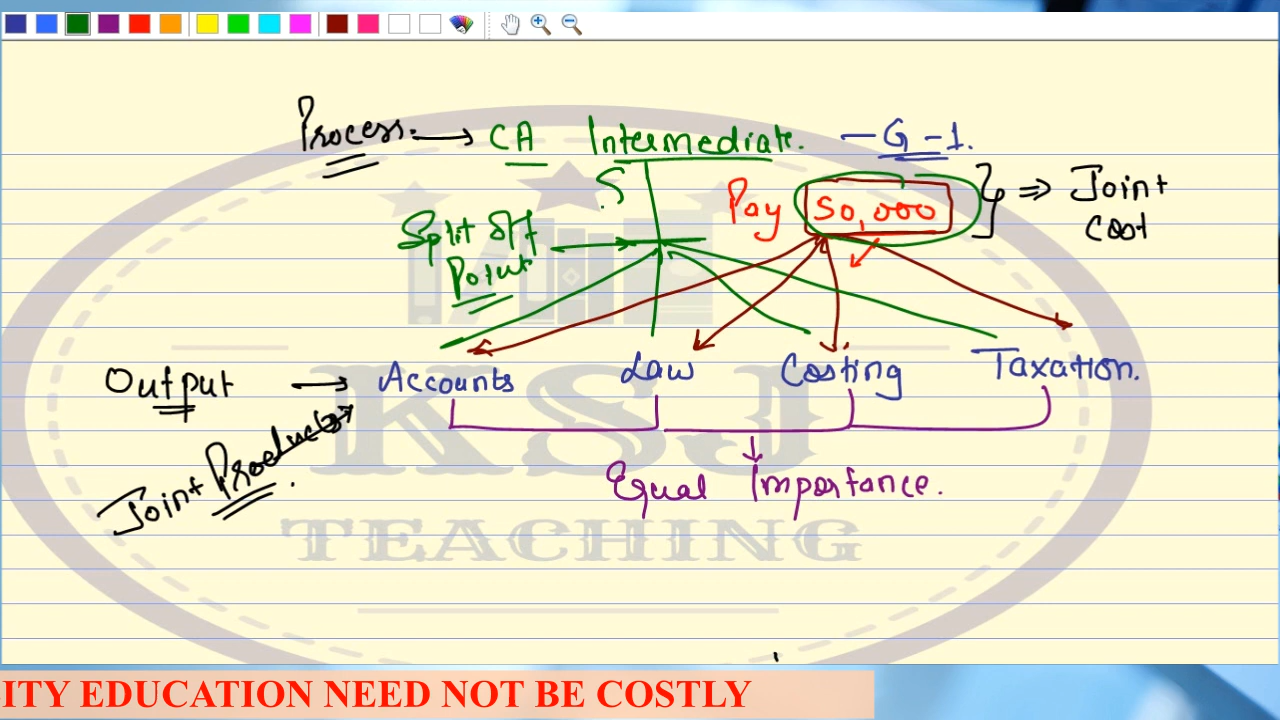 Process. → CA Intermediate. — G-1.
S
Pay 50,000 } ⇒ Joint
cost
Split off
Point
Output → Accounts Law Costing Taxation.
Joint Products →
Equal Importance.
KSJ
TEACHING
ITY EDUCATION NEED NOT BE COSTLY